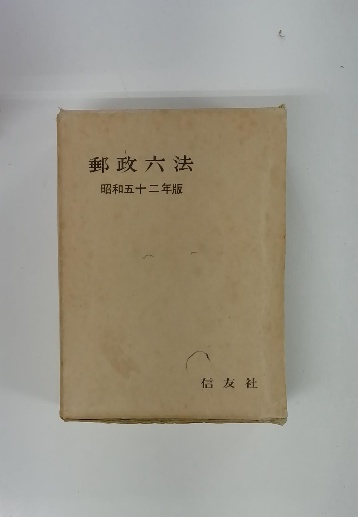 郵政六法
昭和五十二年版
信友社